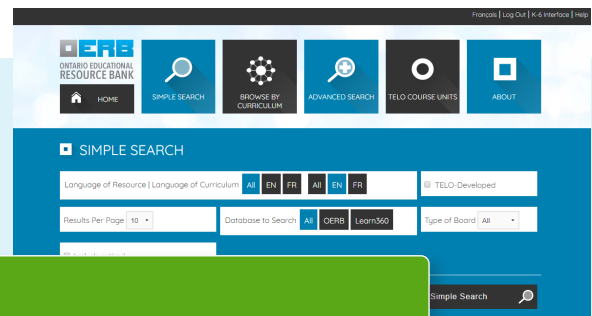 Français | Log Out | K-6 Interface | Help
OERB
ONTARIO EDUCATIONAL
RESOURCE BANK
HOME
SIMPLE SEARCH
BROWSE BY
CURRICULUM
ADVANCED SEARCH
TELO COURSE UNITS
ABOUT
SIMPLE SEARCH
Language of Resource | Language of Curriculum All EN FR All EN FR
TELO-Developed
Results Per Page 10
Database to Search All OERB Learn360
Type of Board All
Simple Search